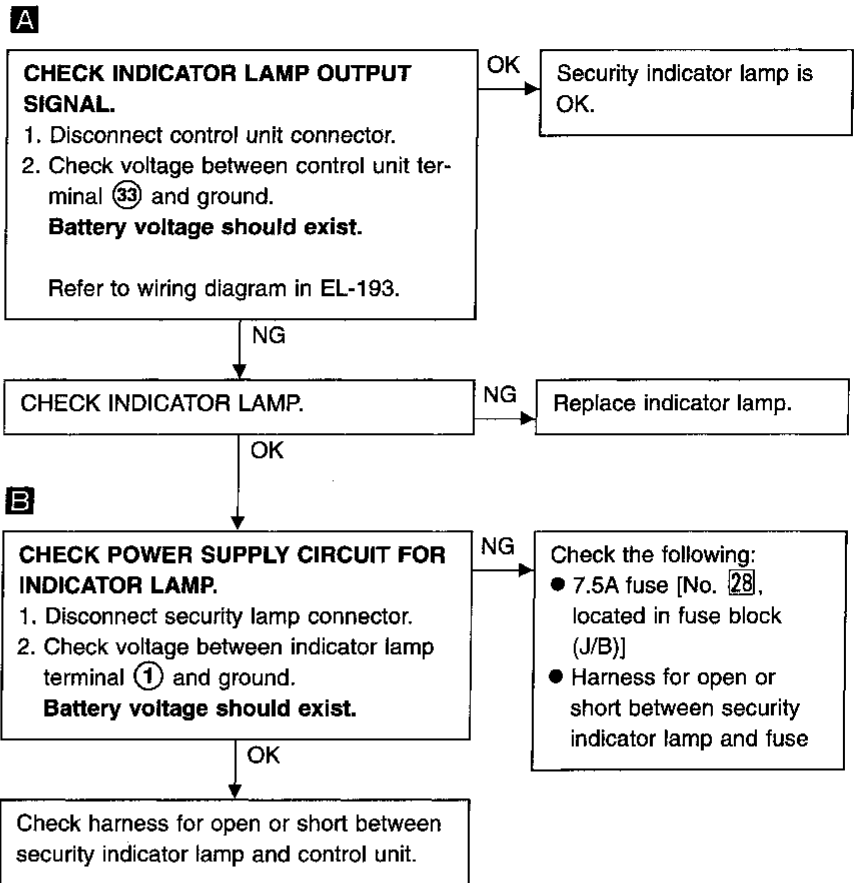 A
CHECK INDICATOR LAMP OUTPUT
SIGNAL.
1. Disconnect control unit connector.
2. Check voltage between control unit ter-
minal ㉝ and ground.
Battery voltage should exist.
Refer to wiring diagram in EL-193.
OK
Security indicator lamp is
OK.
NG
CHECK INDICATOR LAMP.
NG
Replace indicator lamp.
OK
B
CHECK POWER SUPPLY CIRCUIT FOR
INDICATOR LAMP.
1. Disconnect security lamp connector.
2. Check voltage between indicator lamp
terminal ① and ground.
Battery voltage should exist.
NG
Check the following:
● 7.5A fuse [No. 28,
located in fuse block
(J/B)]
● Harness for open or
short between security
indicator lamp and fuse
OK
Check harness for open or short between
security indicator lamp and control unit.